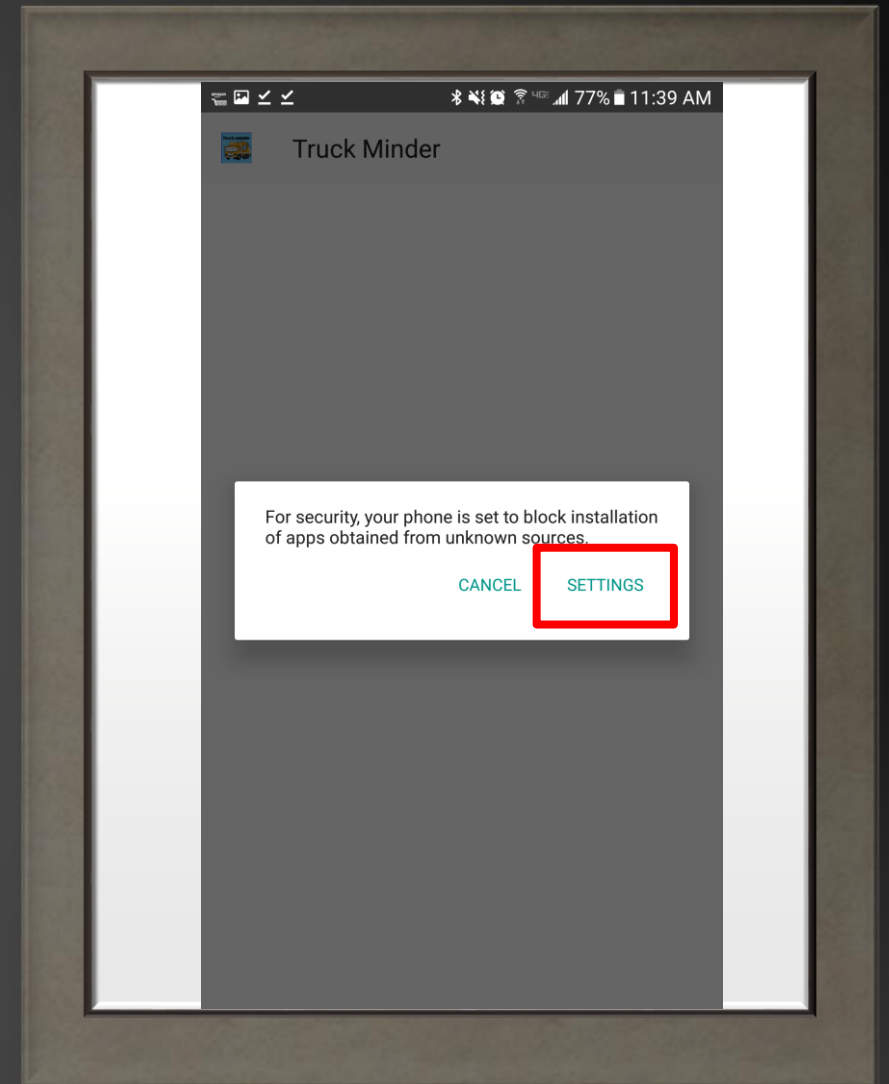 4G 77% 11:39 AM
Truck Minder
For security, your phone is set to block installation
of apps obtained from unknown sources.
CANCEL SETTINGS